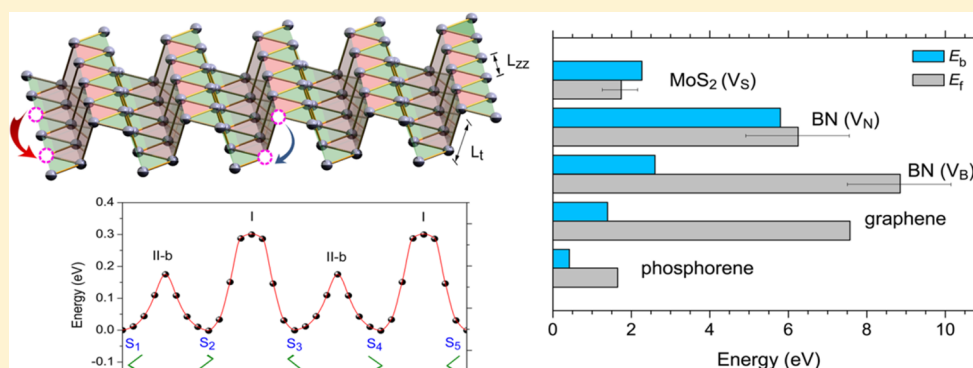 L_zz
L_t
E_b
E_f
MoS₂ (V_S)
BN (V_N)
BN (V_B)
graphene
phosphorene
0 2 4 6 8 10
Energy (eV)
Energy (eV)
0.4
0.3
0.2
0.1
0.0
-0.1
I I
II-b II-b
S₁ S₂ S₃ S₄ S₅